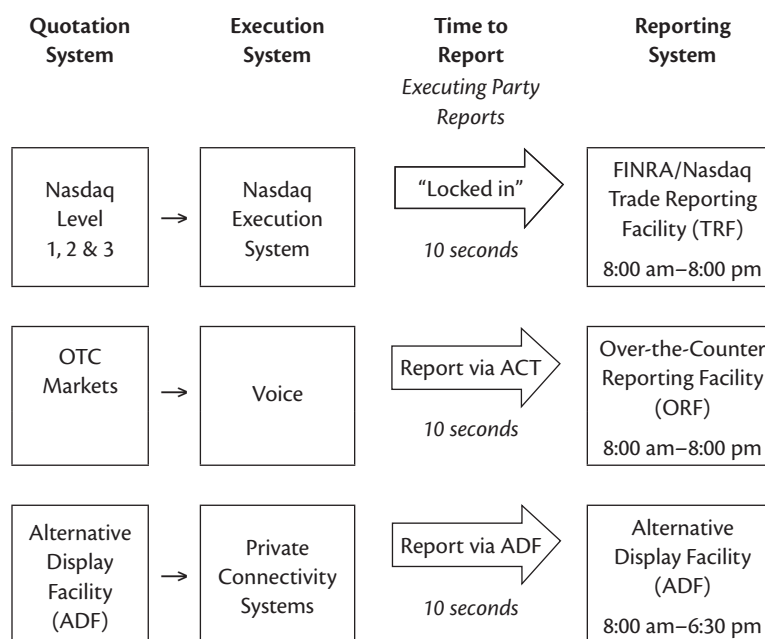 Quotation
System
Execution
System
Time to
Report
Executing Party
Reports
Reporting
System
Nasdaq
Level
1, 2 & 3
Nasdaq
Execution
System
"Locked in"
10 seconds
FINRA/Nasdaq
Trade Reporting
Facility (TRF)
8:00 am–8:00 pm
OTC
Markets
Voice
Report via ACT
10 seconds
Over-the-Counter
Reporting Facility
(ORF)
8:00 am–8:00 pm
Alternative
Display
Facility
(ADF)
Private
Connectivity
Systems
Report via ADF
10 seconds
Alternative
Display Facility
(ADF)
8:00 am–6:30 pm